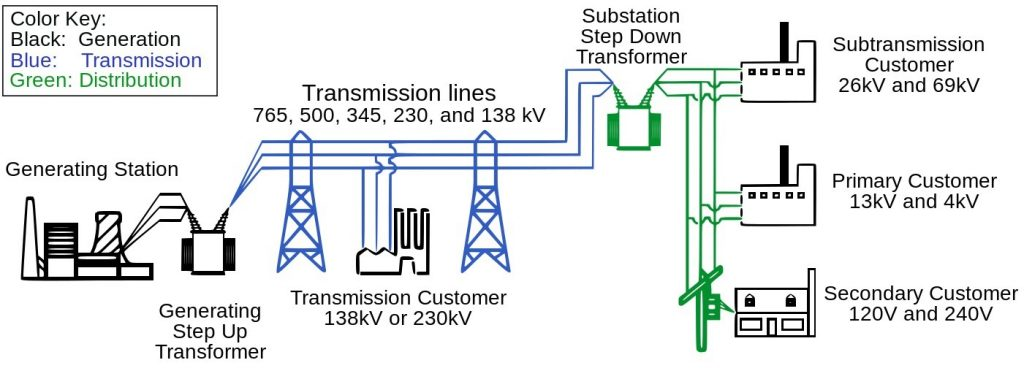 Color Key:
Black: Generation
Blue: Transmission
Green: Distribution
Substation
Step Down
Transformer
Subtransmission
Customer
26kV and 69kV
Transmission lines
765, 500, 345, 230, and 138 kV
Generating Station
Primary Customer
13kV and 4kV
Generating
Step Up
Transformer
Transmission Customer
138kV or 230kV
Secondary Customer
120V and 240V